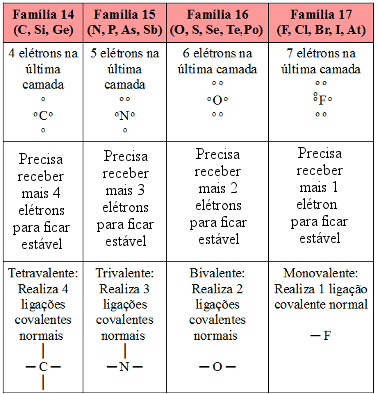 Família 14
(C, Si, Ge)
Família 15
(N, P, As, Sb)
Família 16
(O, S, Se, Te, Po)
Família 17
(F, Cl, Br, I, At)
4 elétrons na
última
camada
C
5 elétrons na
última
camada
N
6 elétrons na
última camada
O
7 elétrons na
última camada
F
Precisa
receber
mais 4
elétrons
para ficar
estável
Precisa
receber
mais 3
elétrons
para ficar
estável
Precisa
receber
mais 2
elétrons
para ficar
estável
Precisa
receber
mais 1
elétron
para ficar
estável
Tetravalente:
Realiza 4
ligações
covalentes
normais
C
Trivalente:
Realiza 3
ligações
covalentes
normais
N
Bivalente:
Realiza 2
ligações
covalentes
normais
O
Monovalente:
Realiza 1 ligação
covalente normal
F